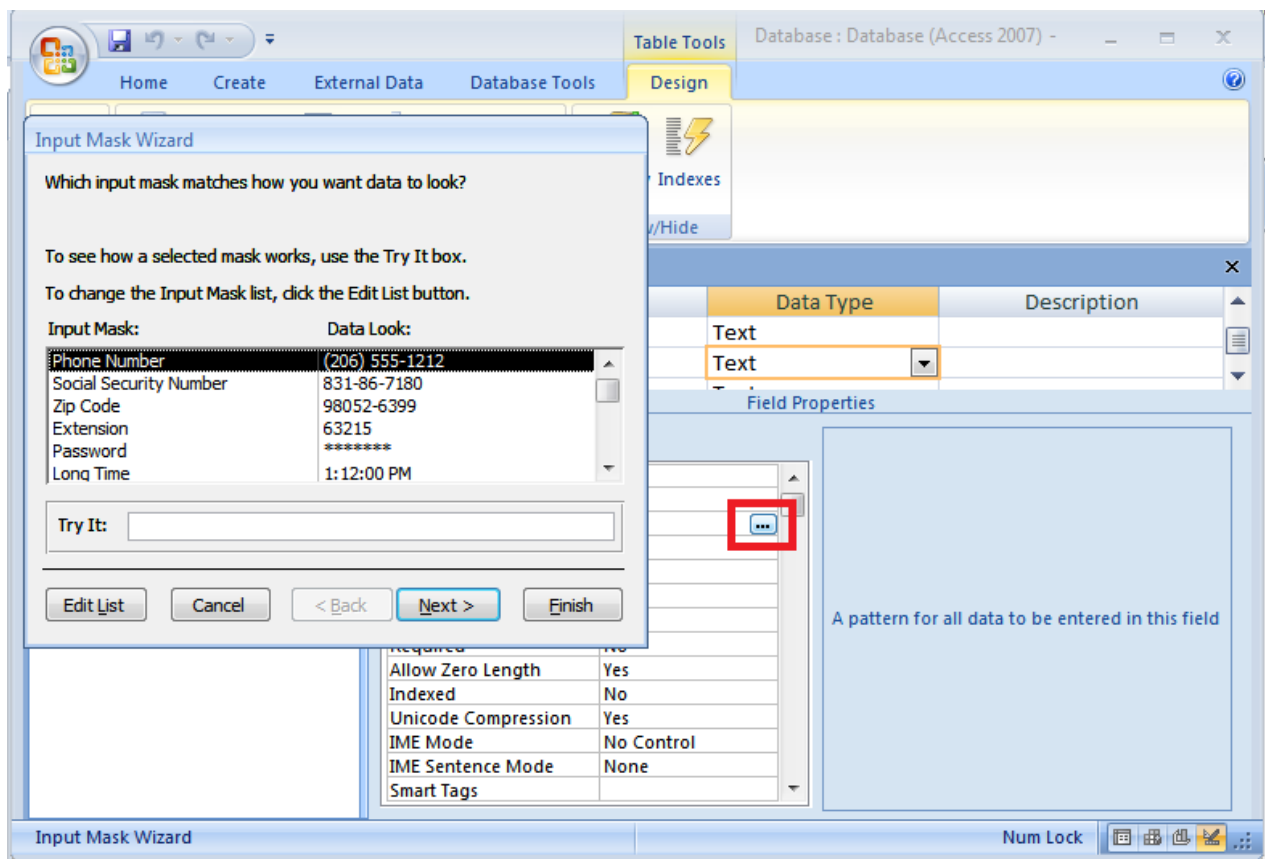 Table Tools
Database : Database (Access 2007) -
Home Create External Data Database Tools Design
Input Mask Wizard
Indexes
Which input mask matches how you want data to look?
/Hide
To see how a selected mask works, use the Try It box.
To change the Input Mask list, click the Edit List button.
Data Type Description
Input Mask: Data Look:
Text
Phone Number (206) 555-1212
Text
Social Security Number 831-86-7180
Zip Code 98052-6399
Field Properties
Extension 63215
Password *******
Long Time 1:12:00 PM
Try It:
...
Edit List Cancel < Back Next > Finish
A pattern for all data to be entered in this field
Required No
Allow Zero Length Yes
Indexed No
Unicode Compression Yes
IME Mode No Control
IME Sentence Mode None
Smart Tags
Input Mask Wizard
Num Lock